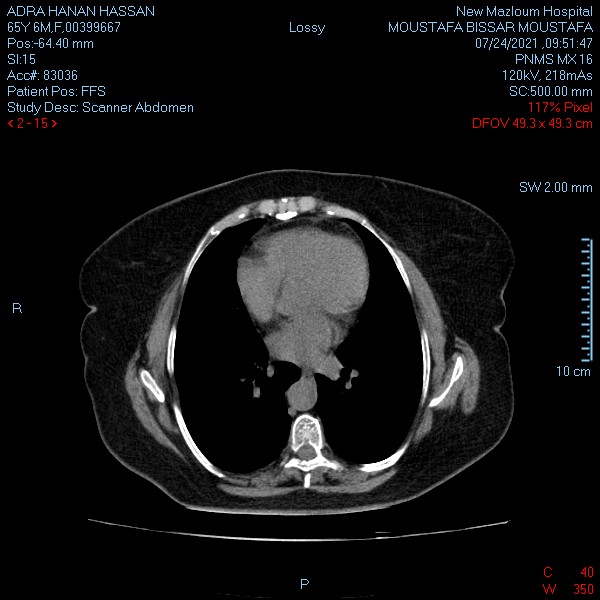 ADRA HANAN HASSAN
65Y 6M,F,00399667
Pos:-64.40 mm
SI:15
Acc#: 83036
Patient Pos: FFS
Study Desc: Scanner Abdomen
< 2 - 15 >
Lossy
New Mazloum Hospital
MOUSTAFA BISSAR MOUSTAFA
07/24/2021 ,09:51:47
PNMS MX 16
120kV, 218mAs
SC:500.00 mm
117% Pixel
DFOV 49.3 x 49.3 cm
SW 2.00 mm
R
10 cm
P
C 40
W 350